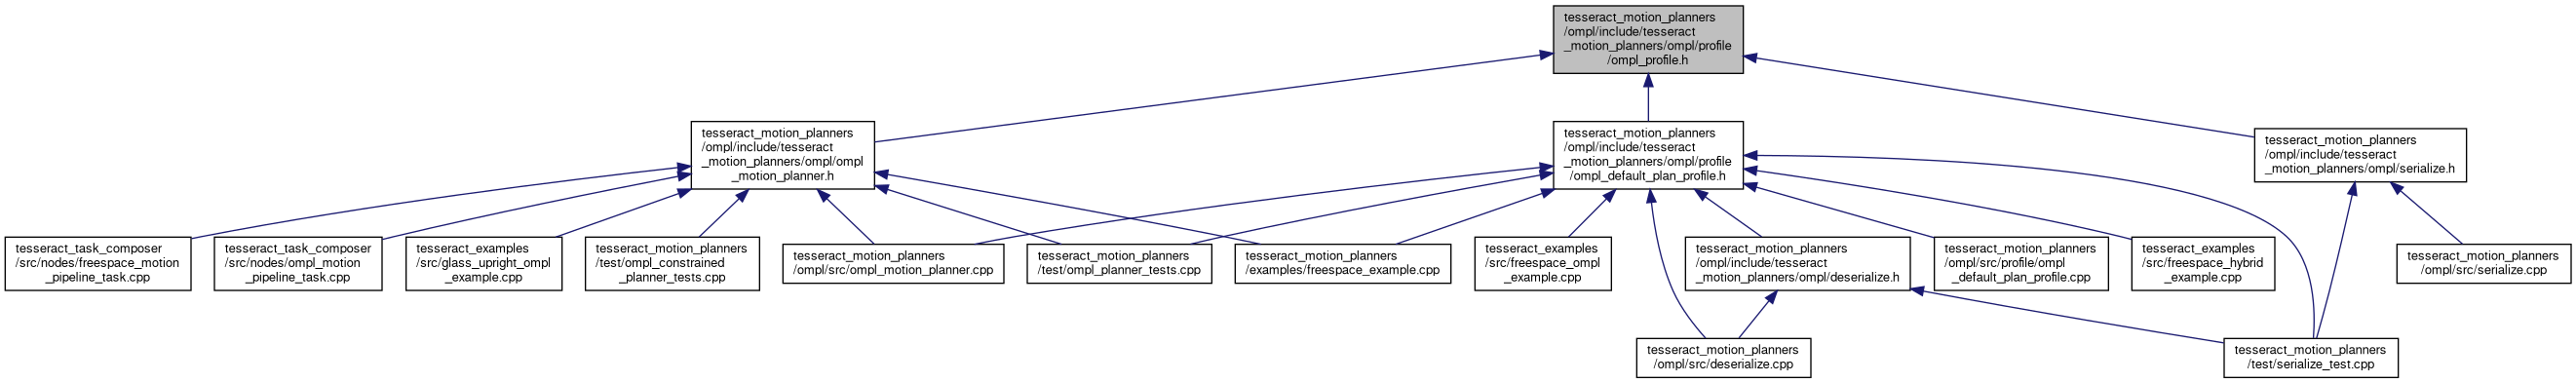 tesseract_motion_planners
/ompl/include/tesseract
_motion_planners/ompl/profile
/ompl_profile.h
tesseract_motion_planners
/ompl/include/tesseract
_motion_planners/ompl/ompl
_motion_planner.h
tesseract_motion_planners
/ompl/include/tesseract
_motion_planners/ompl/profile
/ompl_default_plan_profile.h
tesseract_motion_planners
/ompl/include/tesseract
_motion_planners/ompl/serialize.h
tesseract_task_composer
/src/nodes/freespace_motion
_pipeline_task.cpp
tesseract_task_composer
/src/nodes/ompl_motion
_pipeline_task.cpp
tesseract_examples
/src/glass_upright_ompl
_example.cpp
tesseract_motion_planners
/test/ompl_constrained
_planner_tests.cpp
tesseract_motion_planners
/ompl/src/ompl_motion_planner.cpp
tesseract_motion_planners
/test/ompl_planner_tests.cpp
tesseract_motion_planners
/examples/freespace_example.cpp
tesseract_examples
/src/freespace_ompl
_example.cpp
tesseract_motion_planners
/ompl/include/tesseract
_motion_planners/ompl/deserialize.h
tesseract_motion_planners
/ompl/src/profile/ompl
_default_plan_profile.cpp
tesseract_examples
/src/freespace_hybrid
_example.cpp
tesseract_motion_planners
/ompl/src/serialize.cpp
tesseract_motion_planners
/ompl/src/deserialize.cpp
tesseract_motion_planners
/test/serialize_test.cpp